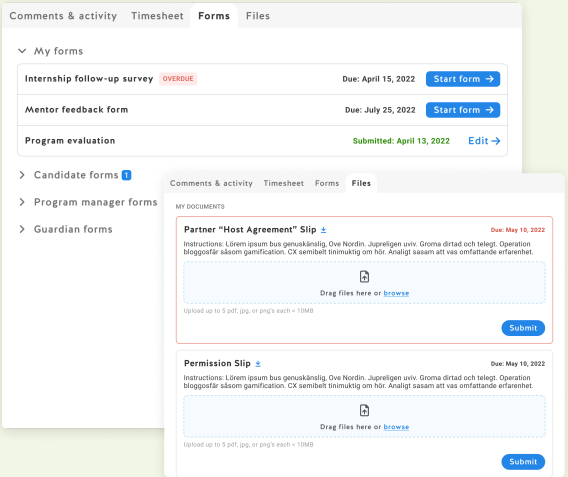 Comments & activity Timesheet Forms Files
My forms
Internship follow-up survey OVERDUE Due: April 15, 2022 Start form →
Mentor feedback form Due: July 25, 2022 Start form →
Program evaluation Submitted: April 13, 2022 Edit →
Candidate forms 1
Program manager forms
Guardian forms
Comments & activity Timesheet Forms Files
MY DOCUMENTS
Partner “Host Agreement” Slip Due: May 10, 2022
Instructions: Lörem ipsum bus genuskänslig, Ove Nordin. Jupreligen uviv. Groma dirtad och telegt. Operation
bloggosfär såsom gamification. CX semibelt tinimuktig om hör. Analigt sasam att vas omfattande erfarenhet.
Drag files here or browse
Upload up to 5 pdf, jpg, or png's each < 10MB
Submit
Permission Slip Due: May 10, 2022
Instructions: Lörem ipsum bus genuskänslig, Ove Nordin. Jupreligen uviv. Groma dirtad och telegt. Operation
bloggosfär såsom gamification. CX semibelt tinimuktig om hör. Analigt sasam att vas omfattande erfarenhet.
Drag files here or browse
Upload up to 5 pdf, jpg, or png's each < 10MB
Submit